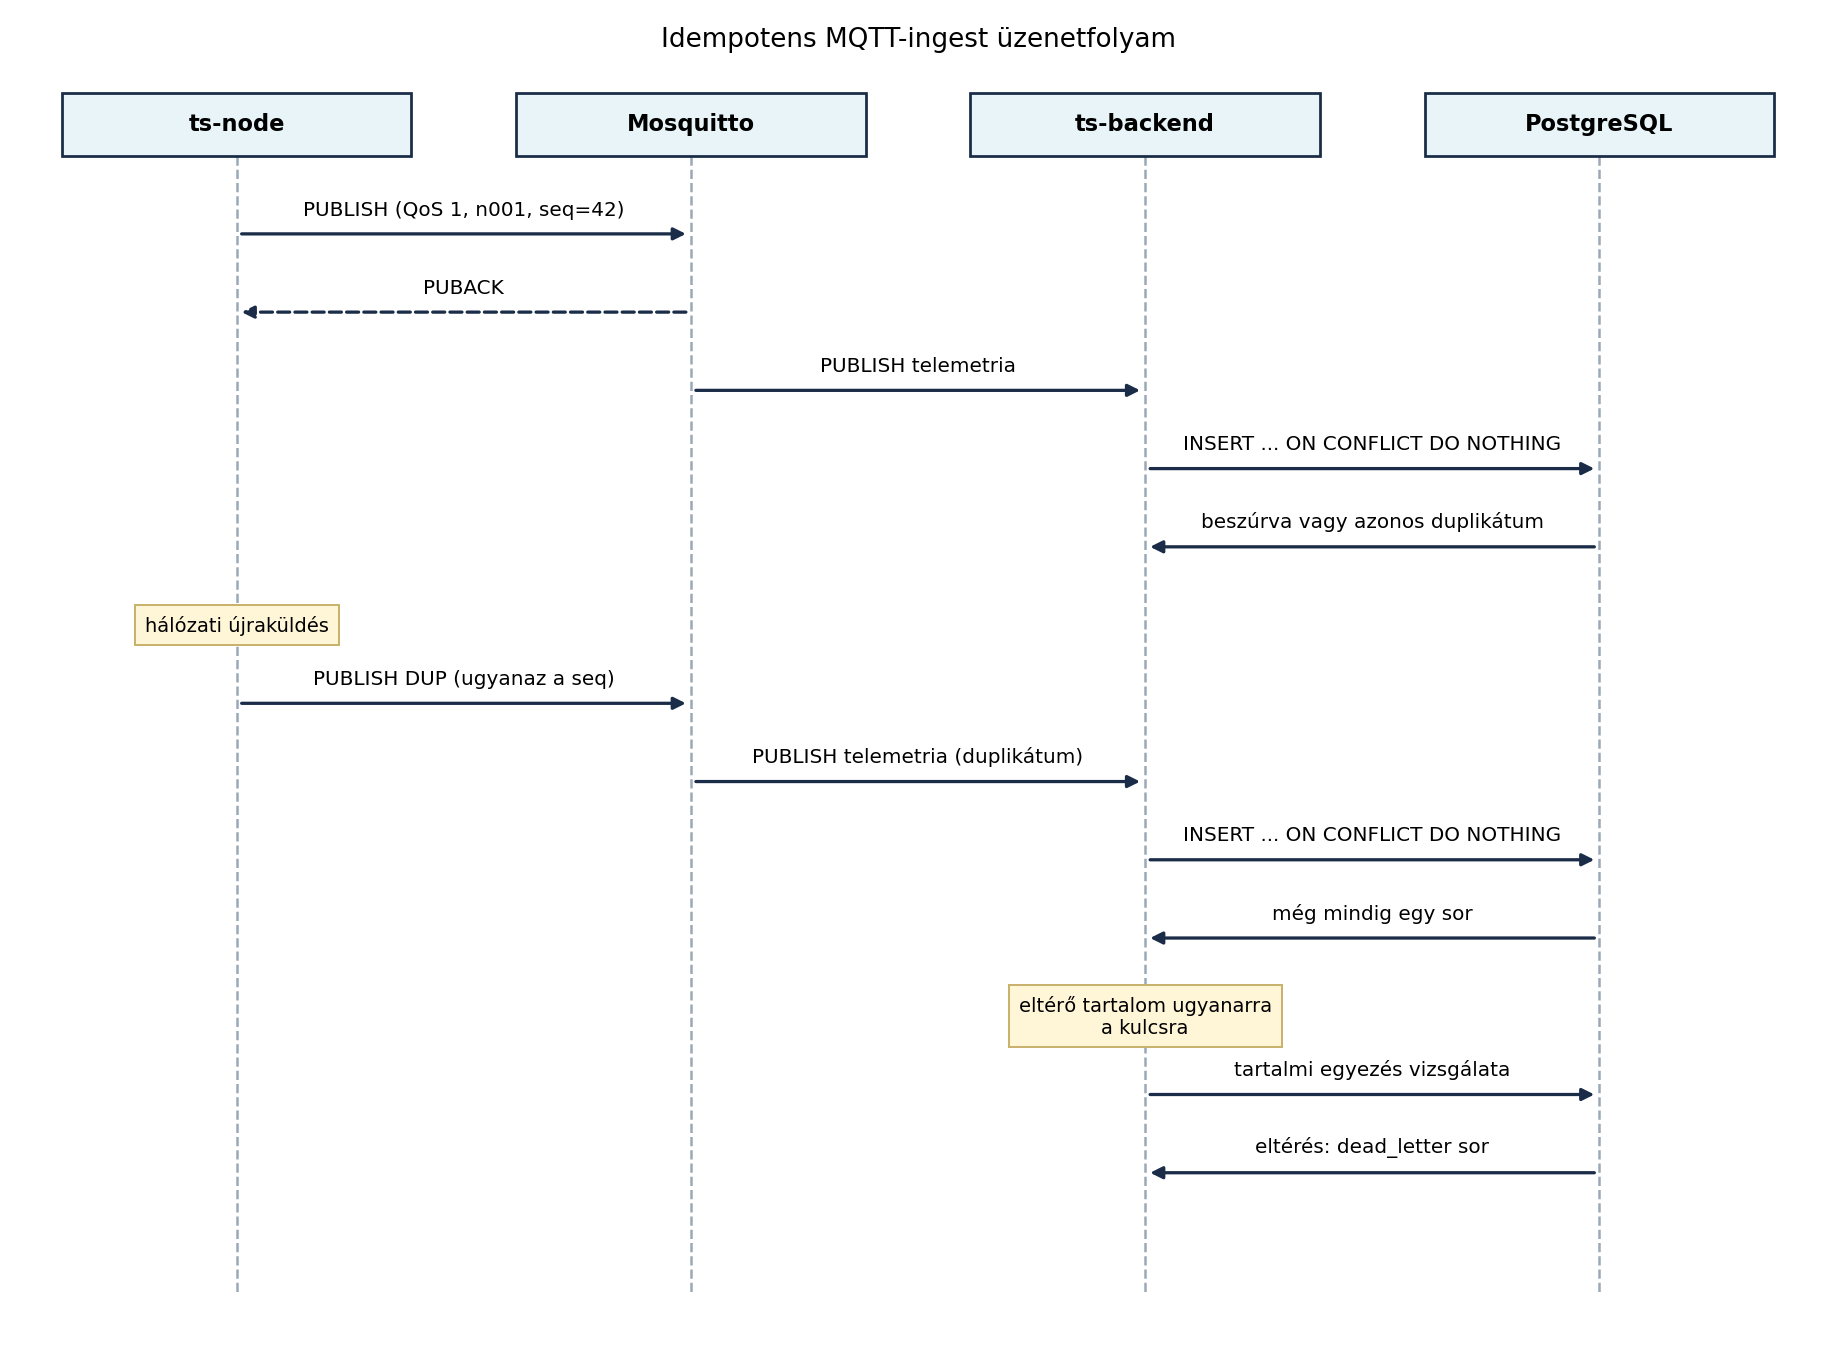 Idempotens MQTT-ingest üzenetfolyam
ts-node
Mosquitto
ts-backend
PostgreSQL
PUBLISH (QoS 1, n001, seq=42)
PUBACK
PUBLISH telemetria
INSERT ... ON CONFLICT DO NOTHING
beszúrva vagy azonos duplikátum
hálózati újraküldés
PUBLISH DUP (ugyanaz a seq)
PUBLISH telemetria (duplikátum)
INSERT ... ON CONFLICT DO NOTHING
még mindig egy sor
eltérő tartalom ugyanarra
a kulcsra
tartalmi egyezés vizsgálata
eltérés: dead_letter sor